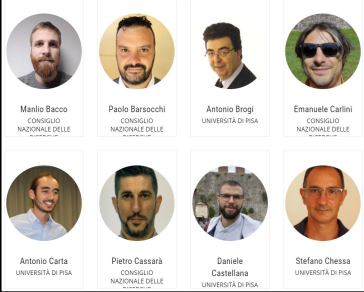 Manlio Bacco
CONSIGLIO
NAZIONALE DELLE
Paolo Barsocchi
CONSIGLIO
NAZIONALE DELLE
Antonio Brogi
UNIVERSITÀ DI PISA
Emanuele Carlini
CONSIGLIO
NAZIONALE DELLE
Antonio Carta
UNIVERSITÀ DI PISA
Pietro Cassarà
CONSIGLIO
NAZIONALE DELLE
Daniele
Castellana
UNIVERSITÀ DI PISA
Stefano Chessa
UNIVERSITÀ DI PISA